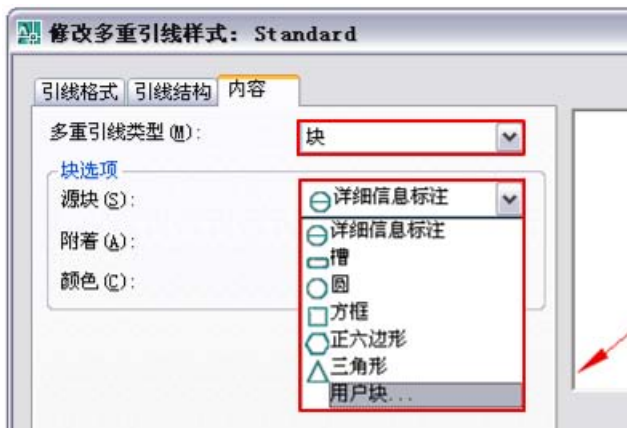 修改多重引线样式: Standard
引线格式 引线结构 内容
多重引线类型(M): 块
块选项
源块(S): 详细信息标注
附着(A): 详细信息标注
槽
颜色(C): 圆
方框
正六边形
三角形
用户块...